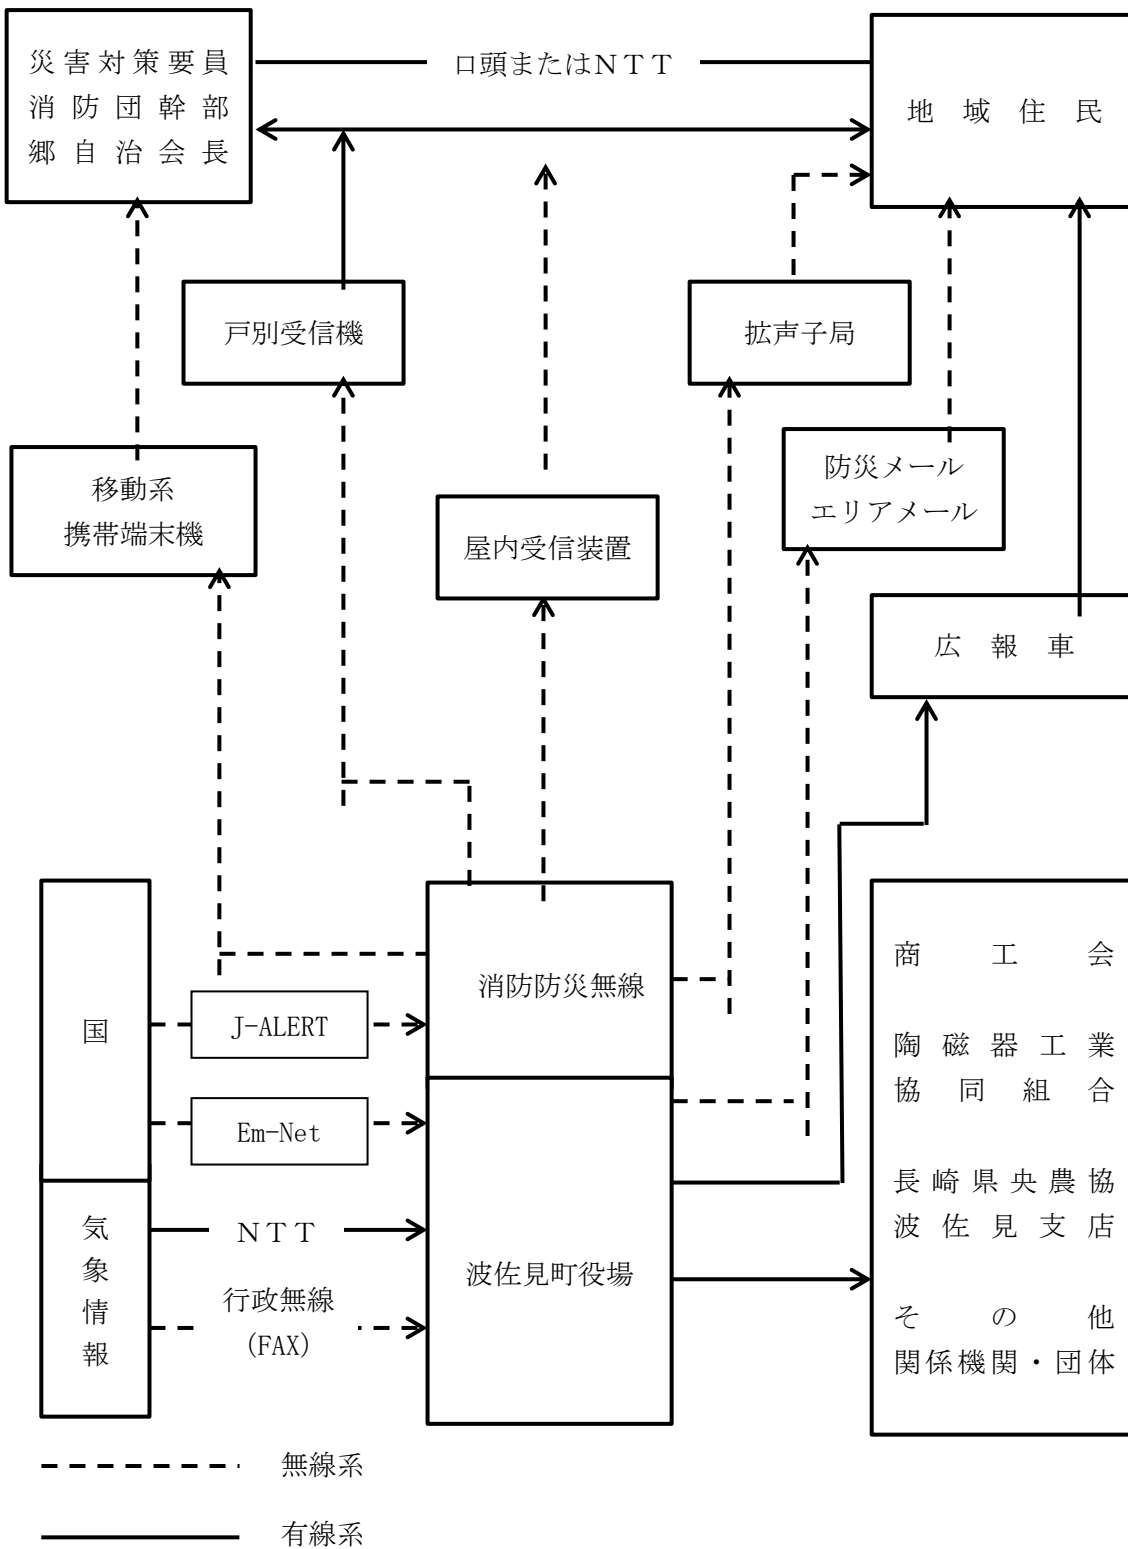 災害対策要員
消防団幹部
郷自治会長
口頭またはＮＴＴ
地域住民
戸別受信機
拡声子局
移動系
携帯端末機
防災メール
エリアメール
屋内受信装置
広報車
国
J-ALERT
消防防災無線
Em-Net
気象情報
ＮＴＴ
行政無線
(FAX)
波佐見町役場
商工会
陶磁器工業
協同組合
長崎県央農協
波佐見支店
その他
関係機関・団体
無線系
有線系